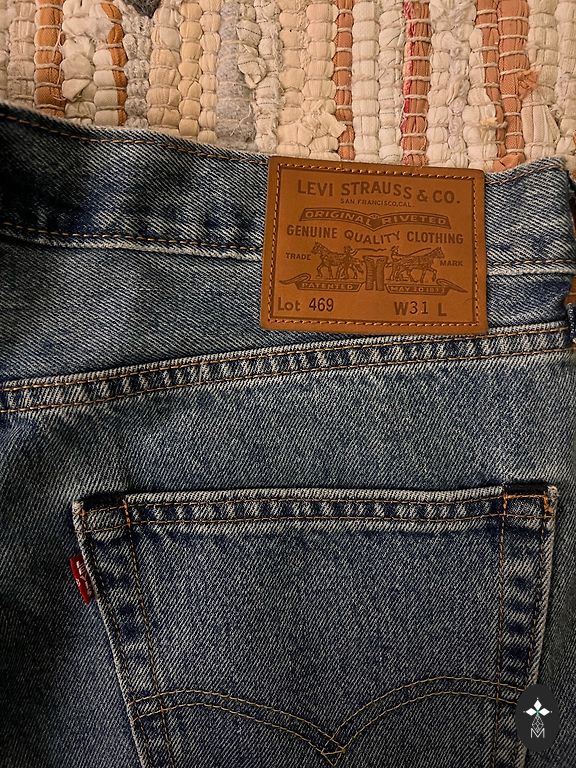 LEVI STRAUSS & CO.
SAN FRANCISCO,CAL.
ORIGINAL RIVETED
GENUINE QUALITY CLOTHING
TRADE MARK
PATENTED MAY 20 1873
Lot 469 W31 L
M